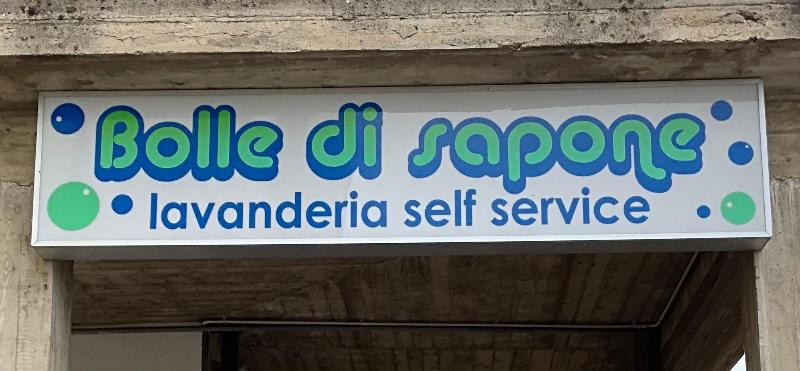 Bolle di sapone
lavanderia self service